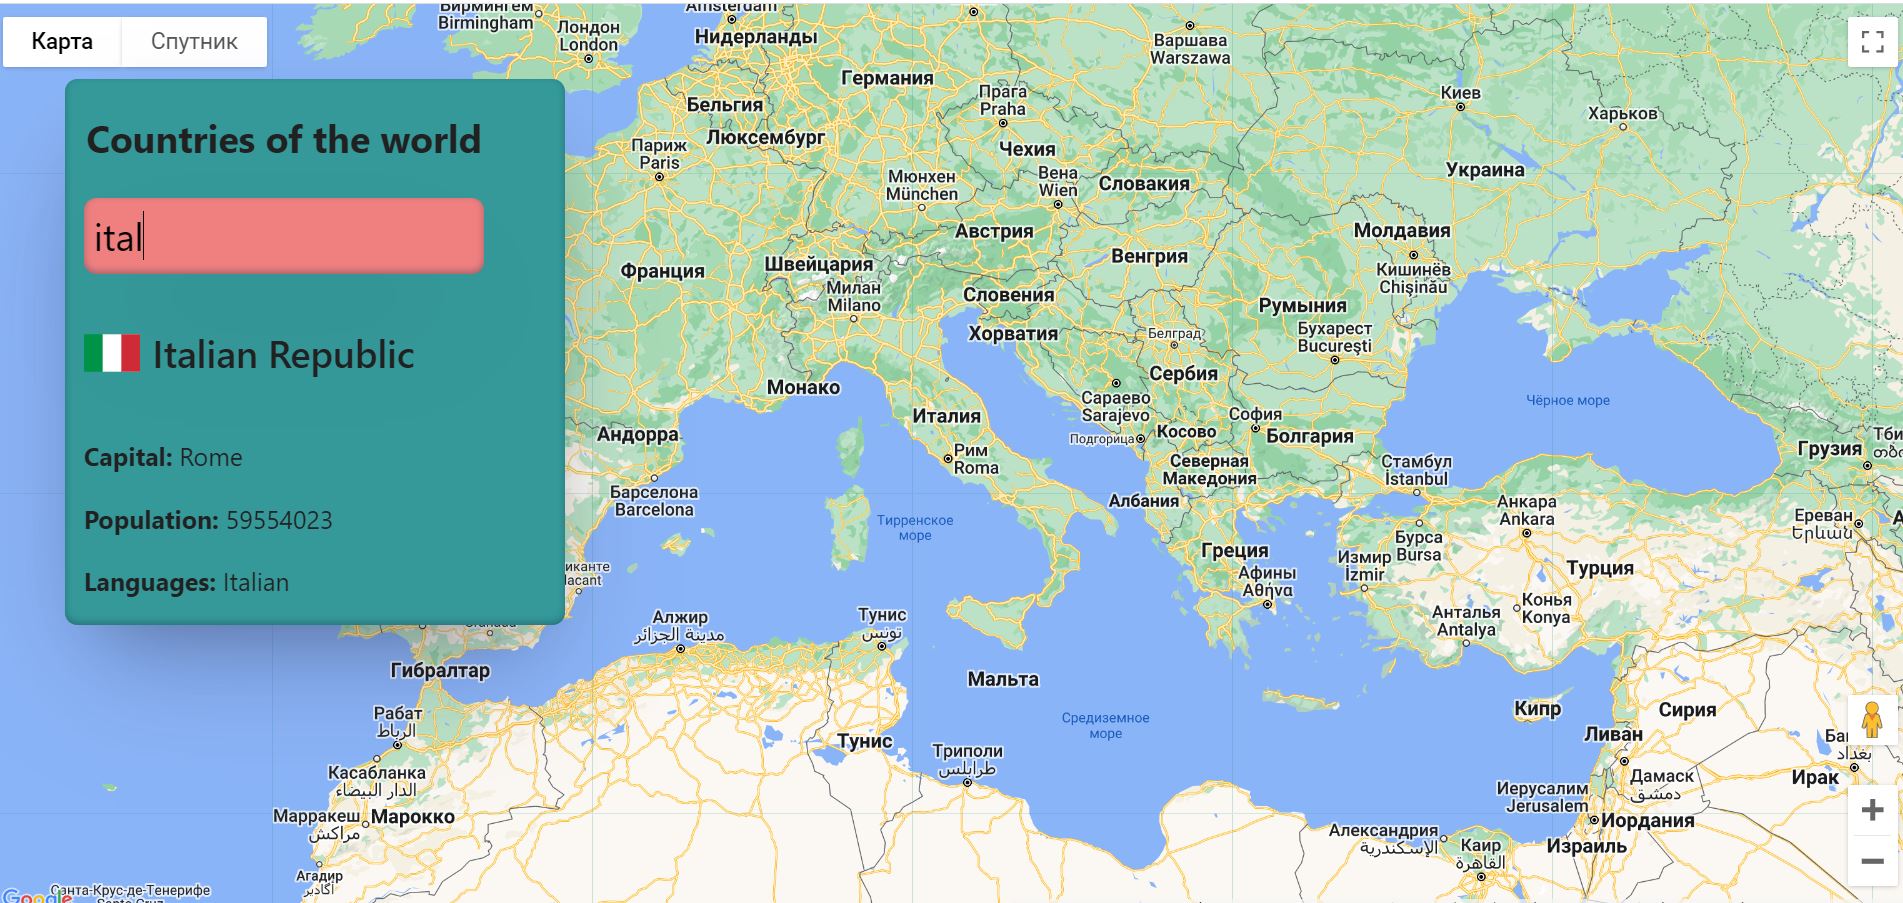 Карта
Спутник
Countries of the world
ital
Italian Republic
Capital: Rome
Population: 59554023
Languages: Italian
Бирмингем
Birmingham
Лондон
London
Amsterdam
Нидерланды
Германия
Варшава
Warszawa
Бельгия
Прага
Praha
Киев
Харьков
Люксембург
Париж
Paris
Чехия
Украина
Мюнхен
München
Вена
Wien
Словакия
Австрия
Молдавия
Франция
Швейцария
Венгрия
Кишинёв
Chișinău
Милан
Milano
Словения
Румыния
Хорватия
Белград
Бухарест
București
Сербия
Монако
Сараево
Sarajevo
Чёрное море
Италия
София
Андорра
Подгорица
Косово
Болгария
Грузия
Рим
Roma
Северная
Македония
Стамбул
İstanbul
Барселона
Barcelona
Албания
Анкара
Ankara
Тирренское
море
Ереван
Երևան
Бурса
Bursa
Греция
Измир
İzmir
Турция
Афины
Αθήνα
Конья
Konya
Анталья
Antalya
Алжир
مدينة الجزائر
Тунис
تونس
Гибралтар
Мальта
Кипр
Сирия
Рабат
الرباط
Средиземное
море
Ливан
Тунис
Триполи
طرابلس
Касабланка
الدار البيضاء
Дамаск
دمشق
Ирак
بغداد
Иерусалим
Jerusalem
Марракеш
مراكش
Марокко
Иордания
Александрия
الإسكندرية
Каир
القاهرة
Израиль
Агадир
أكادير
Санта-Крус-де-Тенерифе
Google